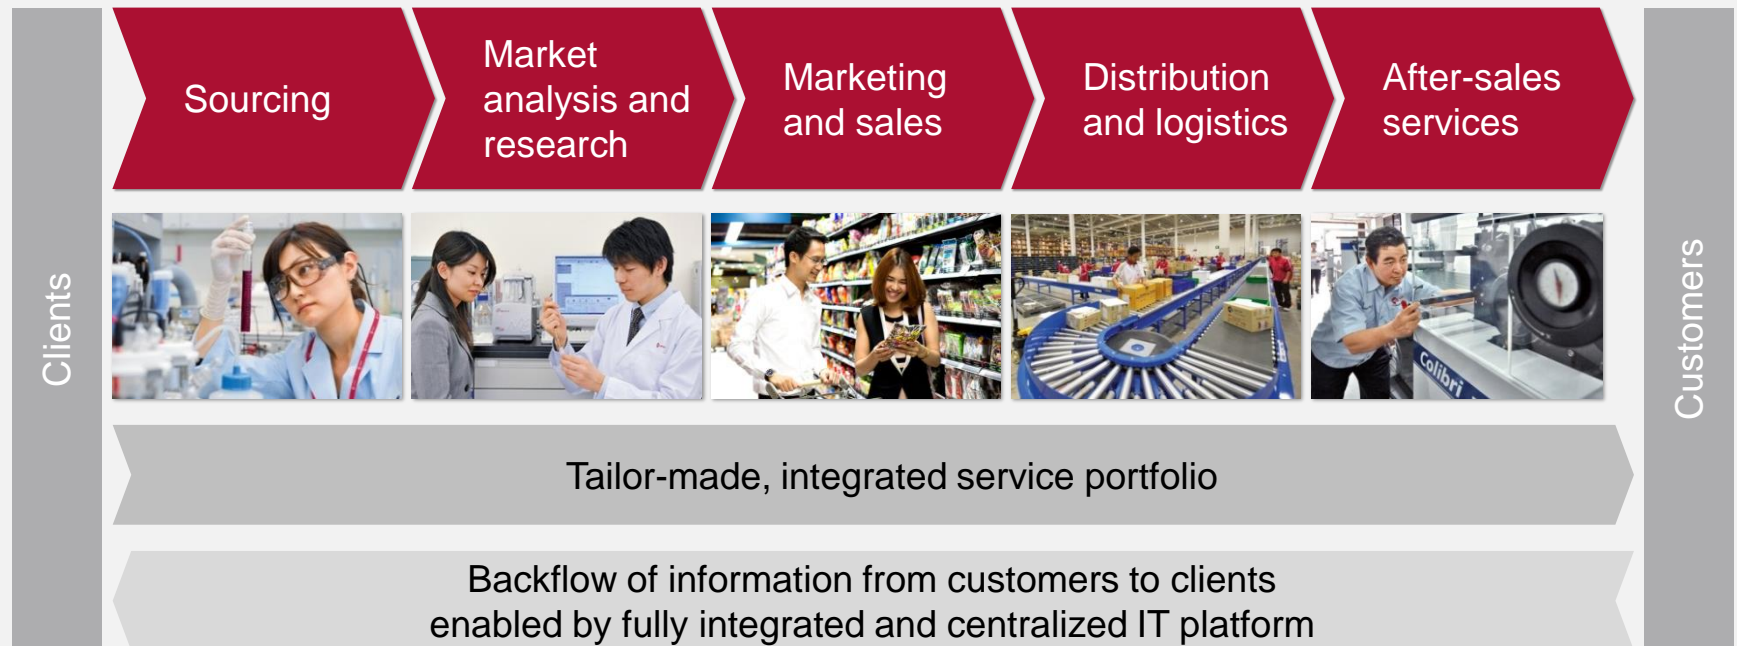 Clients
Sourcing
Market
analysis and
research
Marketing
and sales
Distribution
and logistics
After-sales
services
Customers
Colibri
Tailor-made, integrated service portfolio
Backflow of information from customers to clients
enabled by fully integrated and centralized IT platform